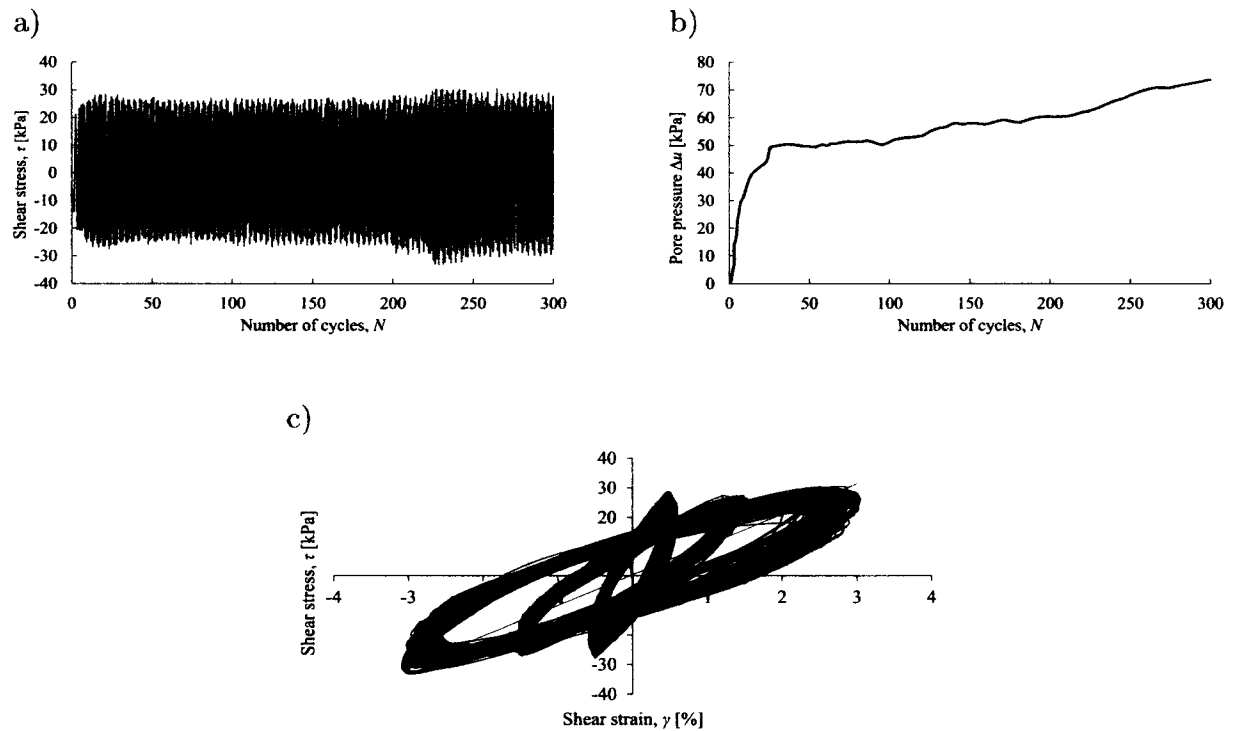 a)
40
30
20
10
0
-10
-20
-30
-40
Shear stress, τ [kPa]
0 50 100 150 200 250 300
Number of cycles, N
b)
80
70
60
50
40
30
20
10
0
Pore pressure Δu [kPa]
0 50 100 150 200 250 300
Number of cycles, N
c)
40
30
20
-30
-40
Shear stress, τ [kPa]
-4 -3 1 2 3 4
Shear strain, γ [%]